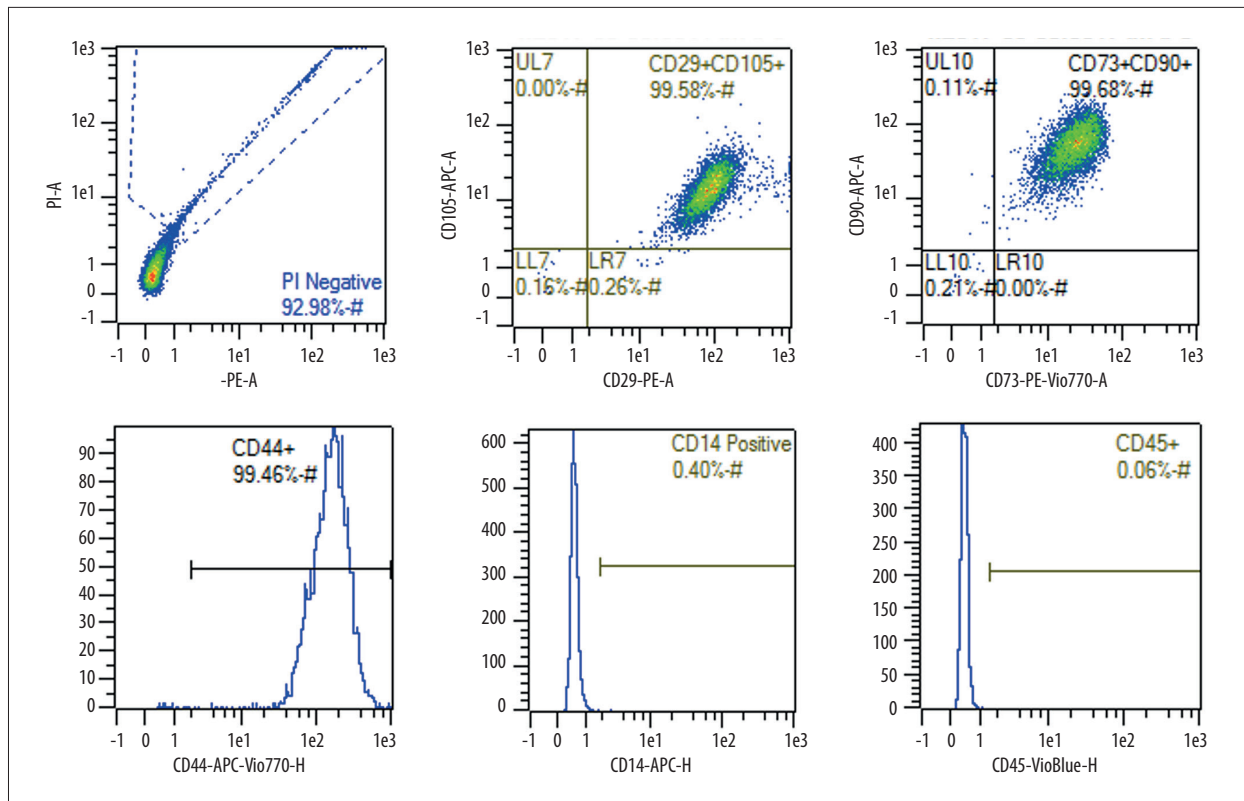 1e3
1e2
1e1
1
0
-1
PI-A
PI Negative
92.98%-#
-1 0 1 1e1 1e2 1e3
-PE-A
1e3
1e2
1e1
1
0
-1
CD105-APC-A
UL7
0.00%-#
CD29+CD105+
99.58%-#
LL7
0.16%-#
LR7
0.26%-#
-1 0 1 1e1 1e2 1e3
CD29-PE-A
1e3
1e2
1e1
1
0
-1
CD90-APC-A
UL10
0.11%-#
CD73+CD90+
99.68%-#
LL10
0.21%-#
LR10
0.00%-#
-1 0 1 1e1 1e2 1e3
CD73-PE-Vio770-A
90
80
70
60
50
40
30
20
10
0
CD44+
99.46%-#
-1 0 1 1e1 1e2 1e3
CD44-APC-Vio770-H
600
500
400
300
200
100
0
CD14 Positive
0.40%-#
-1 0 1 1e1 1e2 1e3
CD14-APC-H
400
350
300
250
200
150
100
50
0
CD45+
0.06%-#
-1 0 1 1e1 1e2 1e3
CD45-VioBlue-H